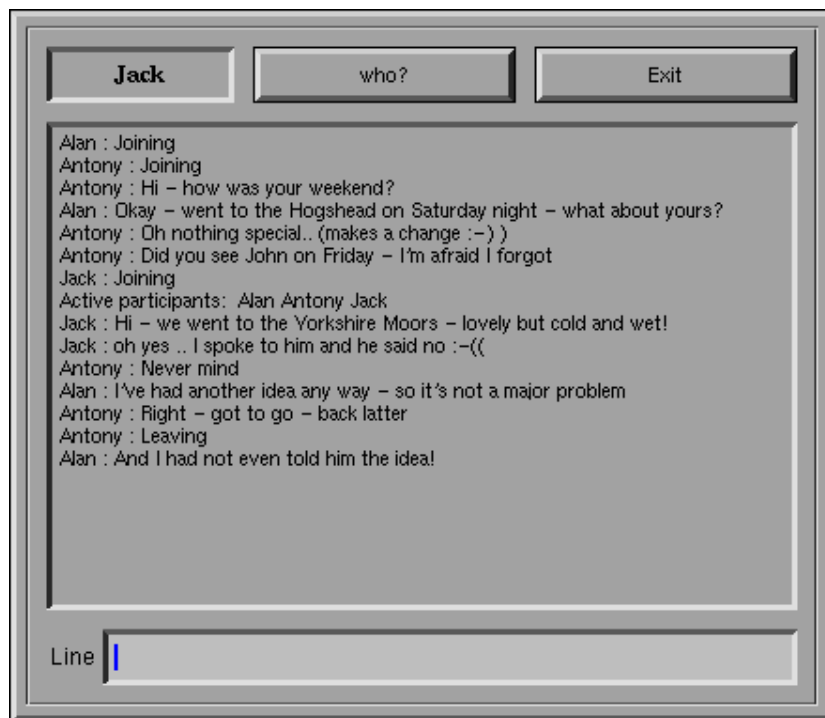 Jack who? Exit
Alan : Joining
Antony : Joining
Antony : Hi – how was your weekend?
Alan : Okay – went to the Hogshead on Saturday night – what about yours?
Antony : Oh nothing special.. (makes a change :–) )
Antony : Did you see John on Friday – I'm afraid I forgot
Jack : Joining
Active participants:  Alan Antony Jack
Jack : Hi – we went to the Yorkshire Moors – lovely but cold and wet!
Jack : oh yes .. I spoke to him and he said no :–((
Antony : Never mind
Alan : I've had another idea any way – so it's not a major problem
Antony : Right – got to go – back latter
Antony : Leaving
Alan : And I had not even told him the idea!
Line